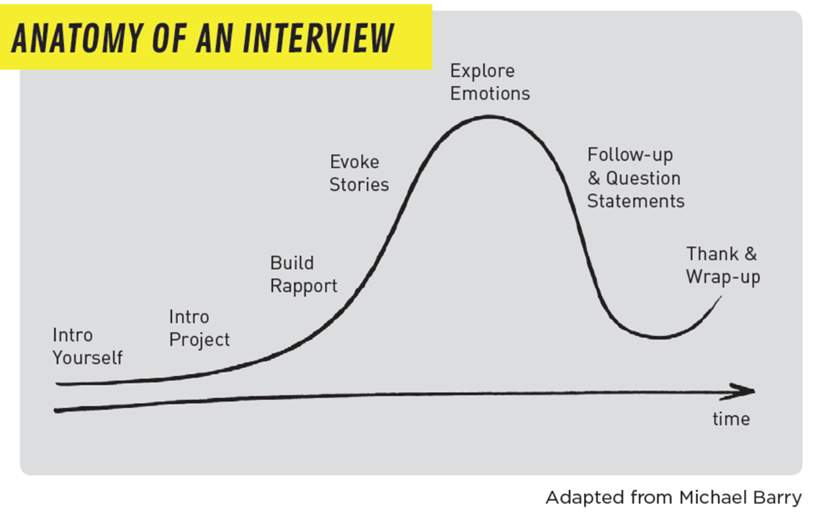 ANATOMY OF AN INTERVIEW
Explore
Emotions
Evoke
Stories
Follow-up
& Question
Statements
Build
Rapport
Thank &
Wrap-up
Intro
Project
Intro
Yourself
time
Adapted from Michael Barry